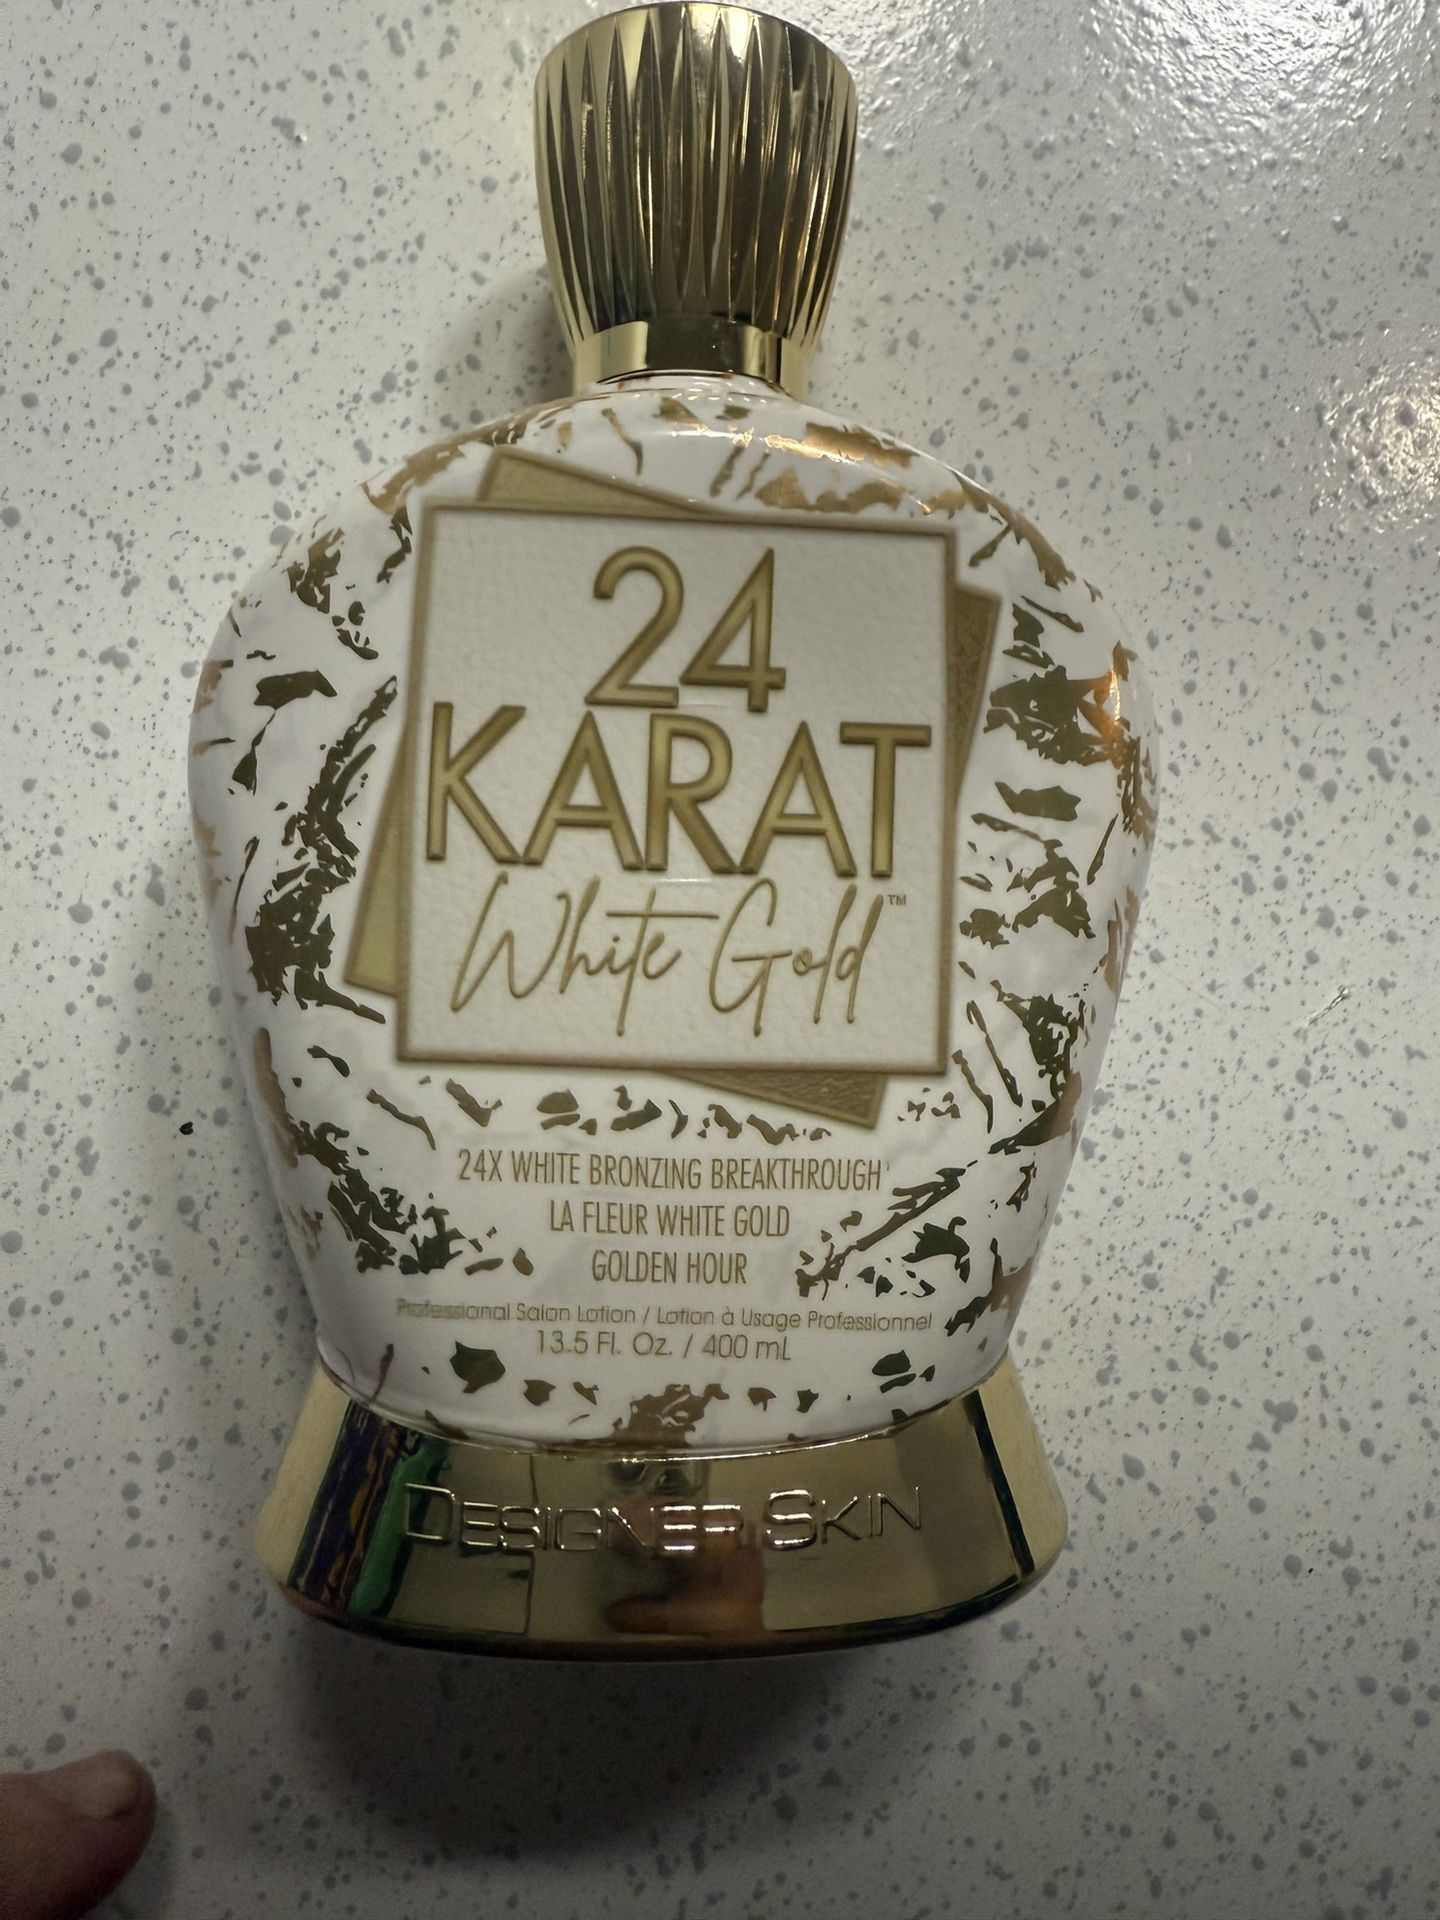 24
KARAT
White Gold™
24X WHITE BRONZING BREAKTHROUGH
LA FLEUR WHITE GOLD
GOLDEN HOUR
Professional Salon Lotion / Lotion à Usage Professionnel
13.5 Fl. Oz. / 400 mL
DESIGNER SKIN